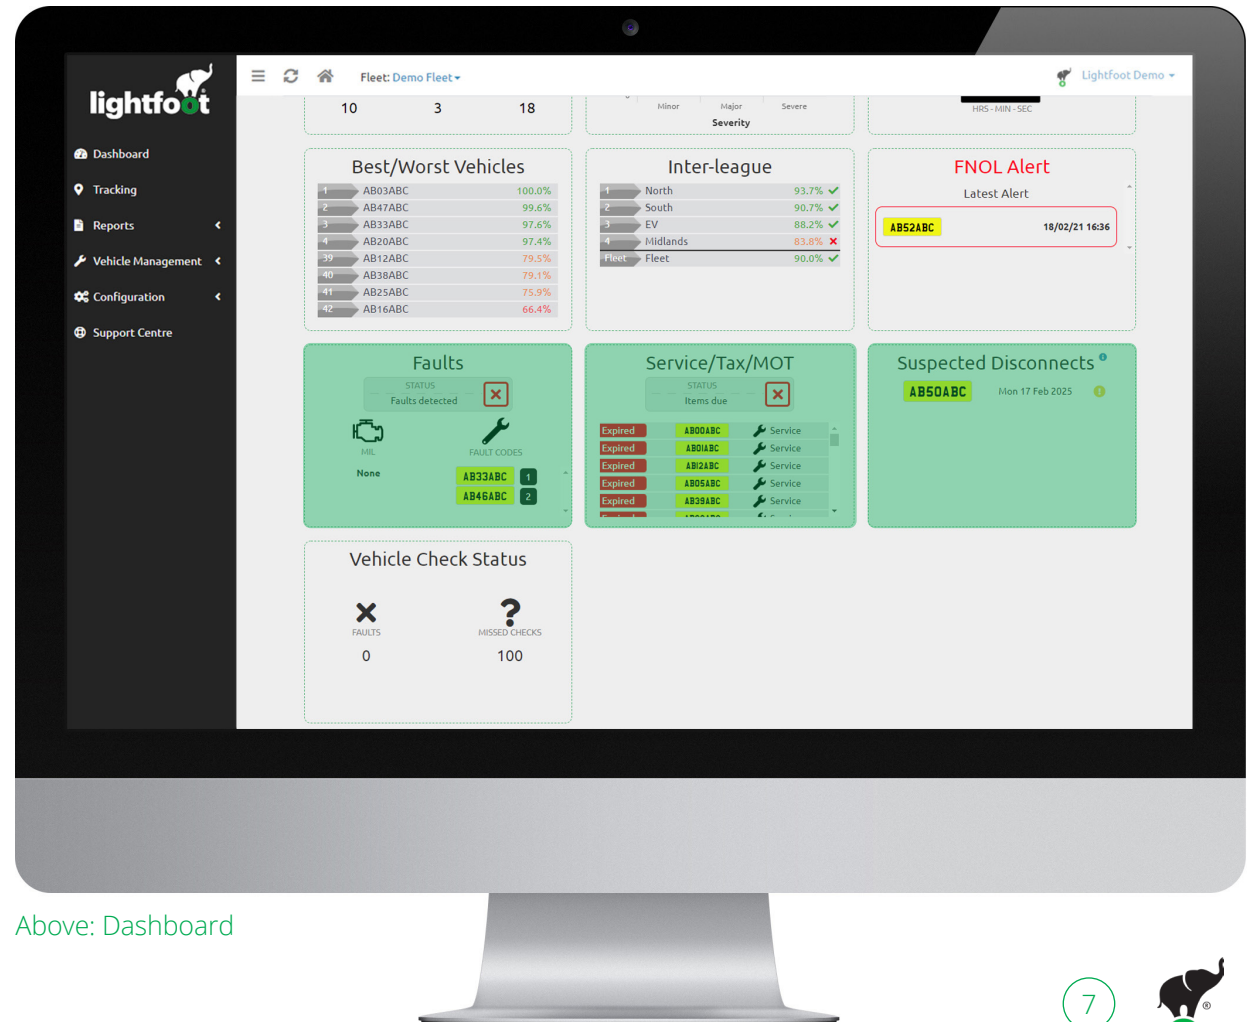 lightfoot
Fleet: Demo Fleet
Lightfoot Demo
Dashboard
Tracking
Reports
Vehicle Management
Configuration
Support Centre
10 3 18
Minor Major Severe
Severity
HRS - MIN - SEC
Best/Worst Vehicles
1 AB03ABC 100.0%
2 AB47ABC 99.6%
3 AB33ABC 97.6%
4 AB20ABC 97.4%
39 AB12ABC 79.5%
40 AB38ABC 79.1%
41 AB25ABC 75.9%
42 AB16ABC 66.4%
Inter-league
1 North 93.7%
2 South 90.7%
3 EV 88.2%
4 Midlands 83.8%
Fleet Fleet 90.0%
FNOL Alert
Latest Alert
AB52ABC 18/02/21 16:36
Faults
STATUS
Faults detected
MIL
FAULT CODES
None
AB33ABC 1
AB46ABC 2
Service/Tax/MOT
STATUS
Items due
Expired AB00ABC Service
Expired AB01ABC Service
Expired AB12ABC Service
Expired AB05ABC Service
Expired AB39ABC Service
Suspected Disconnects
AB50ABC Mon 17 Feb 2025
Vehicle Check Status
FAULTS MISSED CHECKS
0 100
Above: Dashboard
7
®